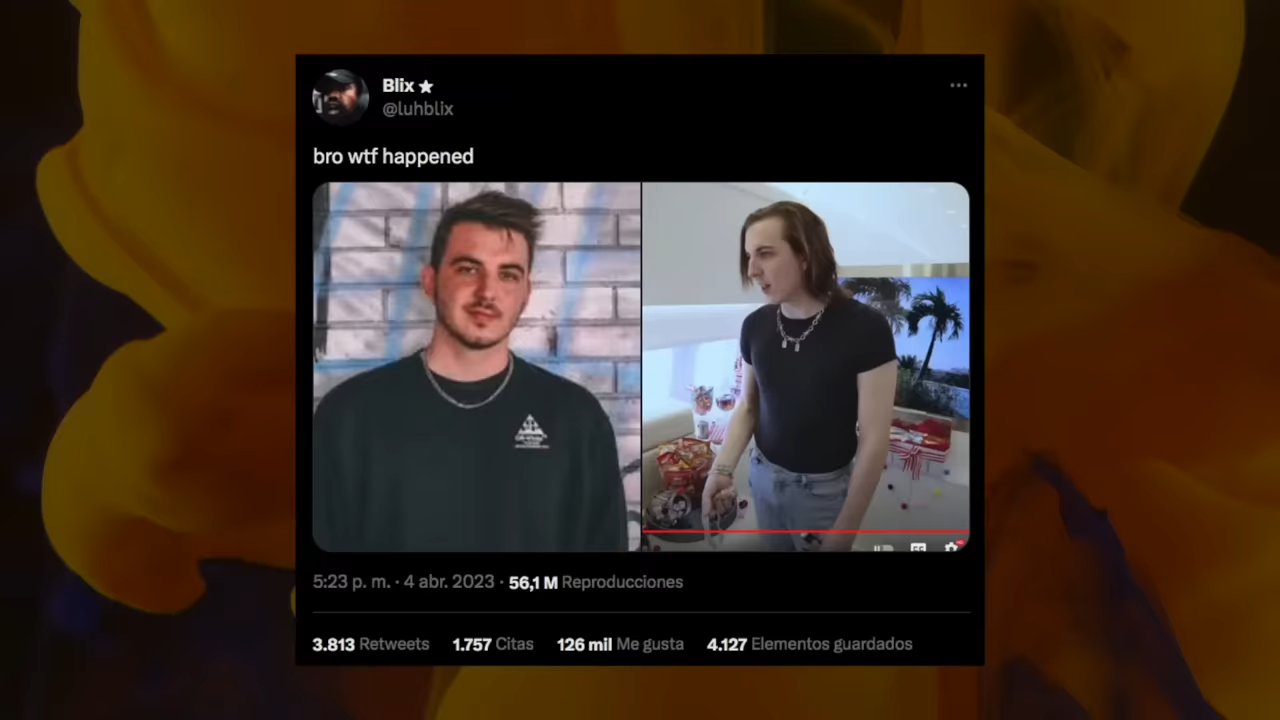 Blix ★
@luhblix
bro wtf happened
5:23 p. m. · 4 abr. 2023 · 56,1 M Reproducciones
3.813 Retweets 1.757 Citas 126 mil Me gusta 4.127 Elementos guardados